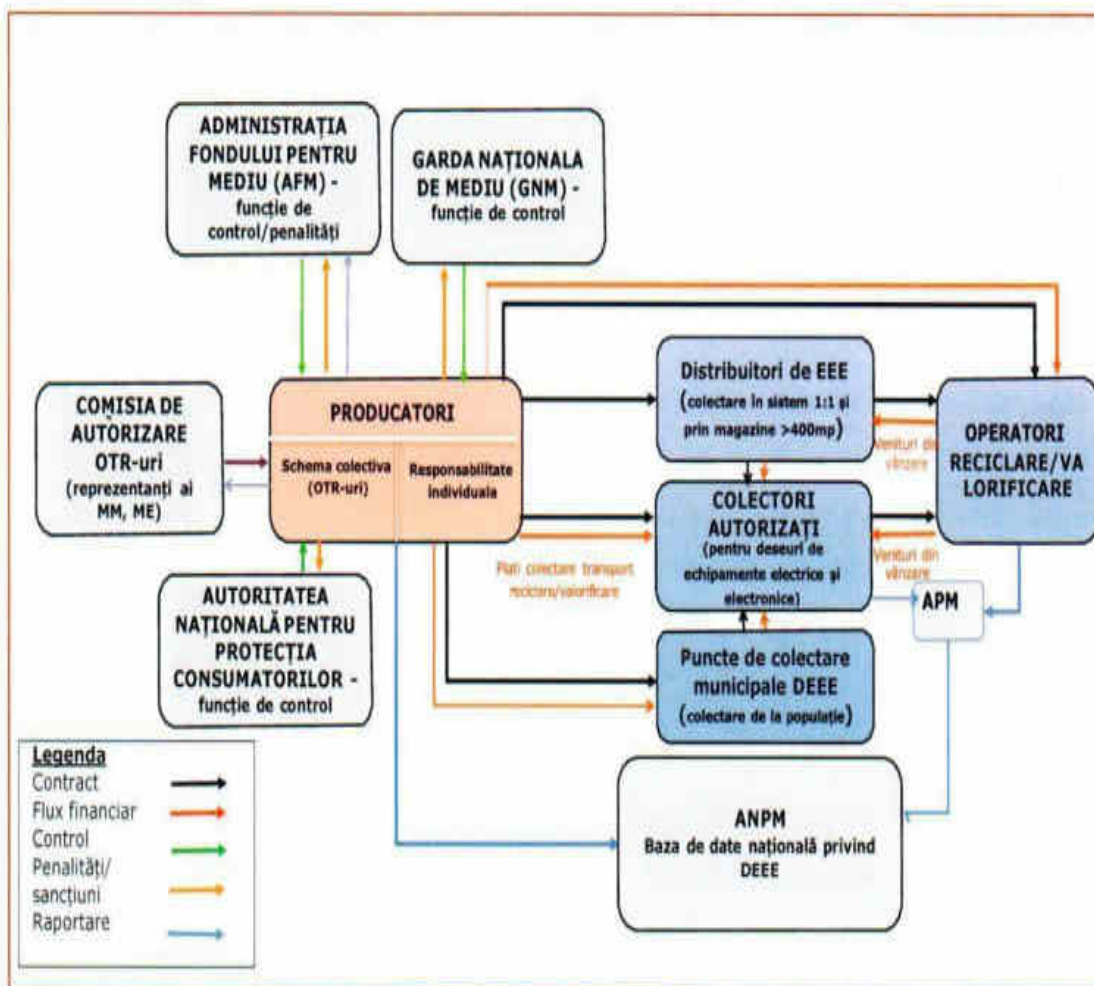 ADMINISTRAȚIA
FONDULUI PENTRU
MEDIU (AFM) -
funcție de
control/penalități
GARDA NAȚIONALĂ
DE MEDIU (GNM) -
funcție de control
COMISIA DE
AUTORIZARE
OTR-uri
(reprezentanți ai
MM, ME)
PRODUCATORI
Schema colectiva
(OTR-uri)
Responsabilitate
individuala
Distribuitori de EEE
(colectare în sistem 1:1 și
prin magazine >400mp)
Venituri din
vânzare
OPERATORI
RECICLARE/VA
LORIFICARE
COLECTORI
AUTORIZAȚI
(pentru deseuri de
echipamente electrice și
electronice)
Plati colectare transport
reciclare/valorificare
Venituri din
vânzare
APM
AUTORITATEA
NAȚIONALĂ PENTRU
PROTECȚIA
CONSUMATORILOR -
funcție de control
Puncte de colectare
municipale DEEE
(colectare de la populație)
ANPM
Baza de date națională privind
DEEE
Legenda
Contract
Flux financiar
Control
Penalități/
sancțiuni
Raportare